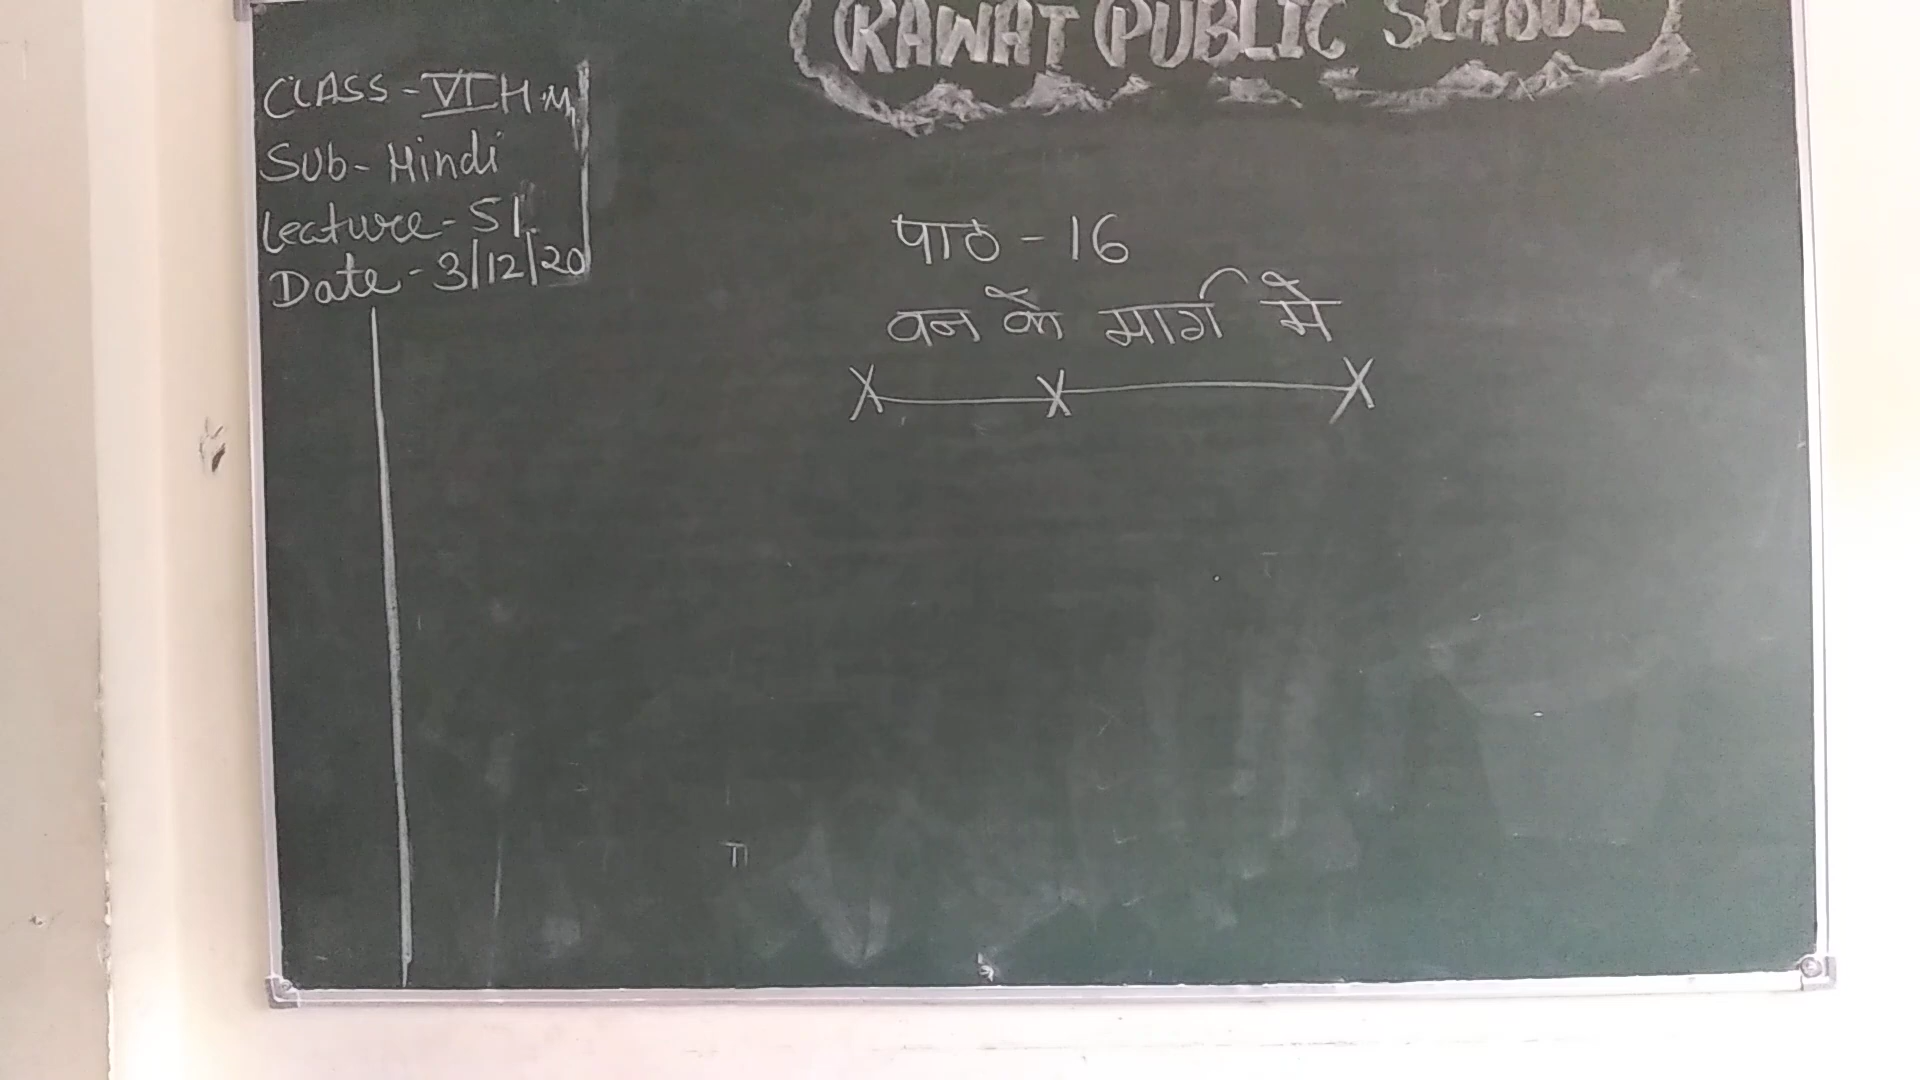 RAWAT PUBLIC SCHOOL
CLASS - VI H.M
Sub - Hindi
Lecture - 51.
Date - 3/12/20
पाठ - 16
वन के मार्ग मे